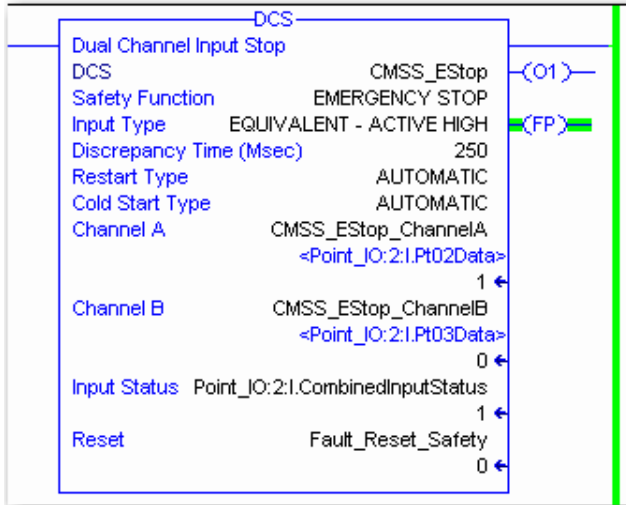 DCS
Dual Channel Input Stop
DCS CMSS_EStop (O1)
Safety Function EMERGENCY STOP
Input Type EQUIVALENT - ACTIVE HIGH (FP)
Discrepancy Time (Msec) 250
Restart Type AUTOMATIC
Cold Start Type AUTOMATIC
Channel A CMSS_EStop_ChannelA
<Point_IO:2:I.Pt02Data>
1
Channel B CMSS_EStop_ChannelB
<Point_IO:2:I.Pt03Data>
0
Input Status Point_IO:2:I.CombinedInputStatus
1
Reset Fault_Reset_Safety
0